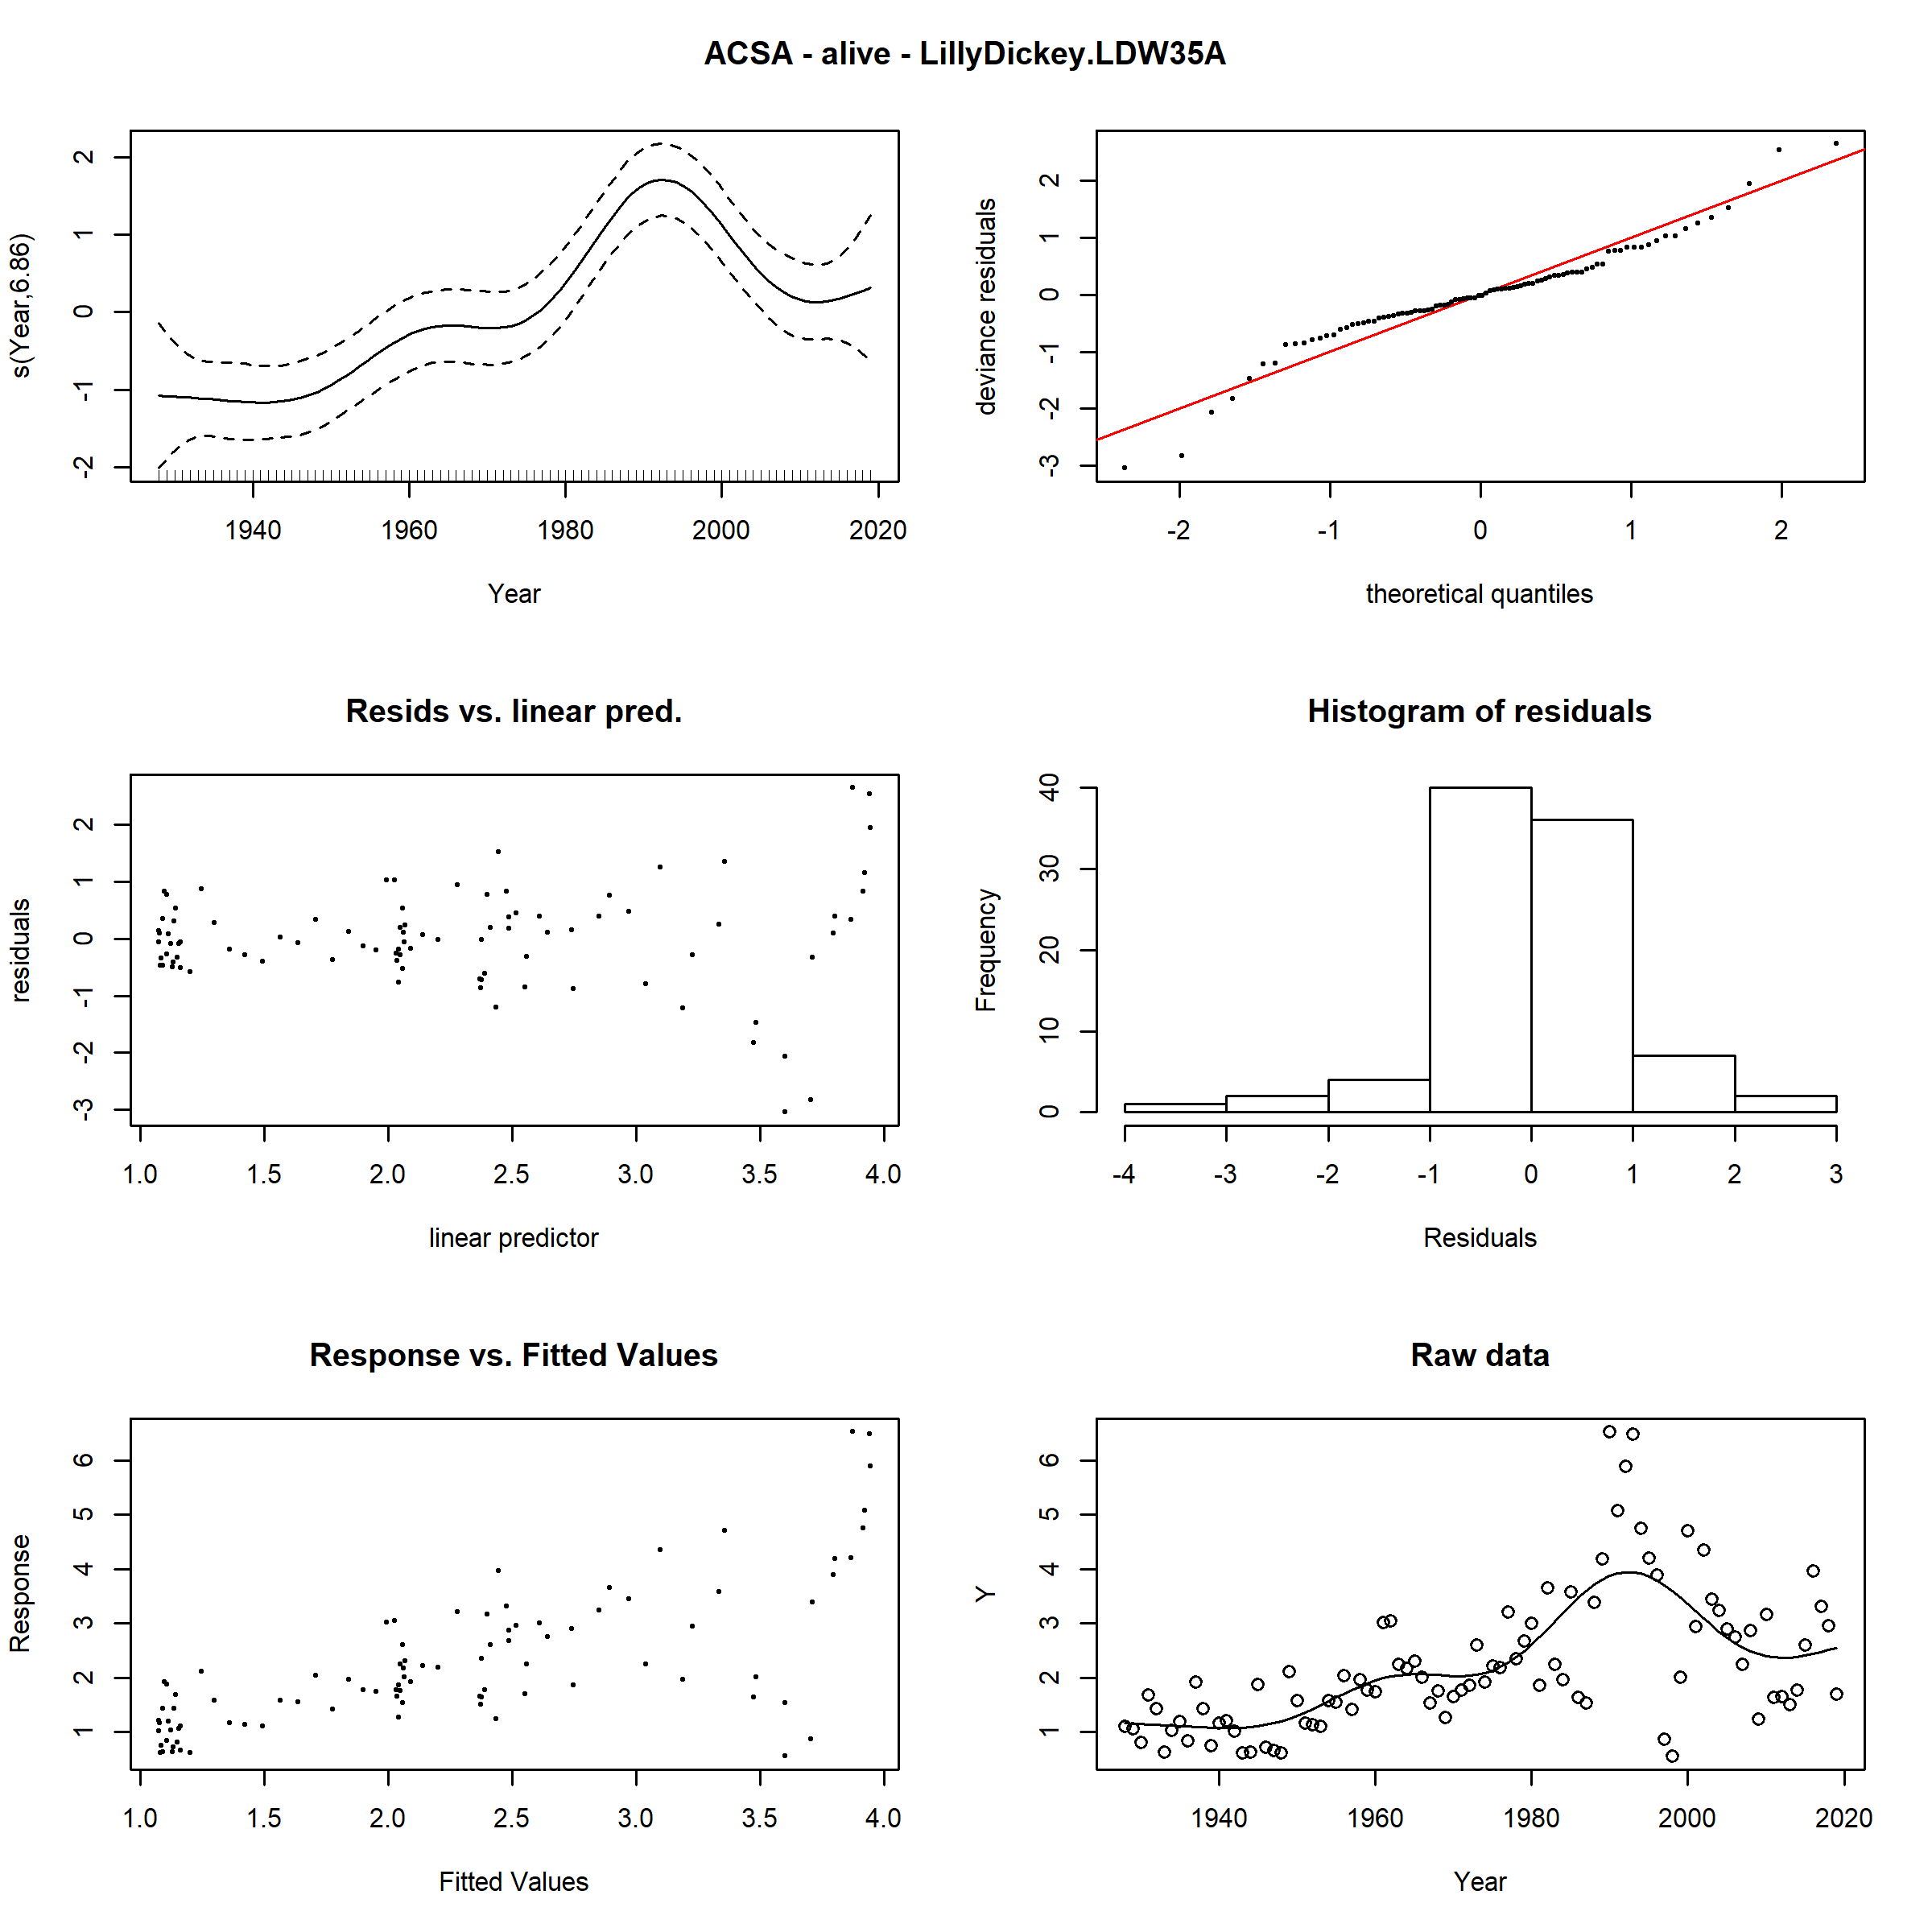 ACSA - alive - LillyDickey.LDW35A
s(Year,6.86)
2
1
0
-1
-2
1940 1960 1980 2000 2020
Year
deviance residuals
2
1
0
-1
-2
-3
-2 -1 0 1 2
theoretical quantiles
Resids vs. linear pred.
residuals
2
1
0
-1
-2
-3
1.0 1.5 2.0 2.5 3.0 3.5 4.0
linear predictor
Histogram of residuals
Frequency
40
30
20
10
0
-4 -3 -2 -1 0 1 2 3
Residuals
Response vs. Fitted Values
Response
6
5
4
3
2
1
1.0 1.5 2.0 2.5 3.0 3.5 4.0
Fitted Values
Raw data
Y
6
5
4
3
2
1
1940 1960 1980 2000 2020
Year